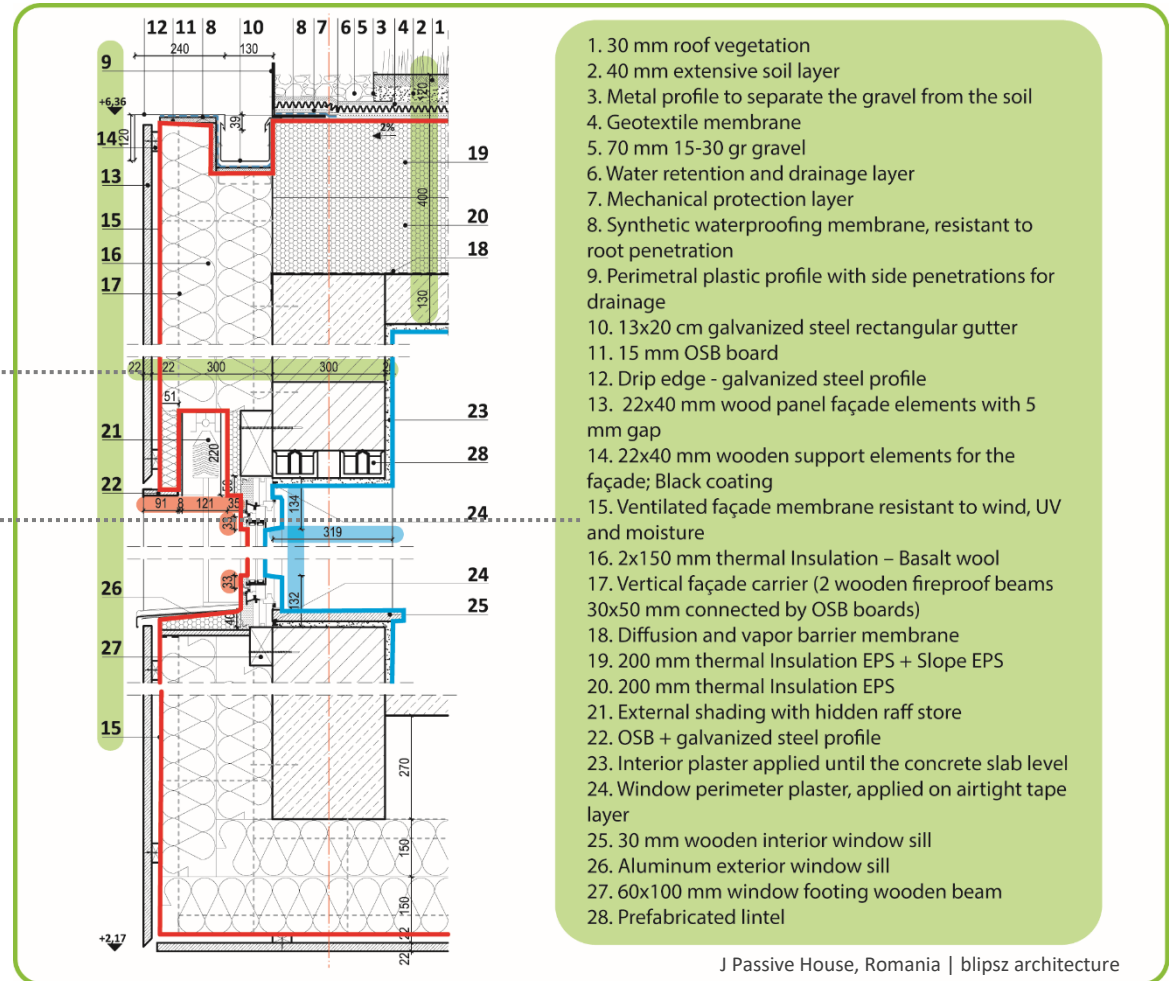 12 11 8 10 8 7 6 5 3 4 2 1
240 130
9
+6,36
120
39
2%
120
14
13
15
16
17
19
20
18
400
130
22 22 300 300 2
51
21
220
23
28
22
91 8 121 35
50
33
134
319
24
33
132
24
26
25
40
27
15
270
150
150
22
22
+2,17
1. 30 mm roof vegetation
2. 40 mm extensive soil layer
3. Metal profile to separate the gravel from the soil
4. Geotextile membrane
5. 70 mm 15-30 gr gravel
6. Water retention and drainage layer
7. Mechanical protection layer
8. Synthetic waterproofing membrane, resistant to
root penetration
9. Perimetral plastic profile with side penetrations for
drainage
10. 13x20 cm galvanized steel rectangular gutter
11. 15 mm OSB board
12. Drip edge - galvanized steel profile
13. 22x40 mm wood panel façade elements with 5
mm gap
14. 22x40 mm wooden support elements for the
façade; Black coating
15. Ventilated façade membrane resistant to wind, UV
and moisture
16. 2x150 mm thermal Insulation – Basalt wool
17. Vertical façade carrier (2 wooden fireproof beams
30x50 mm connected by OSB boards)
18. Diffusion and vapor barrier membrane
19. 200 mm thermal Insulation EPS + Slope EPS
20. 200 mm thermal Insulation EPS
21. External shading with hidden raff store
22. OSB + galvanized steel profile
23. Interior plaster applied until the concrete slab level
24. Window perimeter plaster, applied on airtight tape
layer
25. 30 mm wooden interior window sill
26. Aluminum exterior window sill
27. 60x100 mm window footing wooden beam
28. Prefabricated lintel
J Passive House, Romania | blipsz architecture